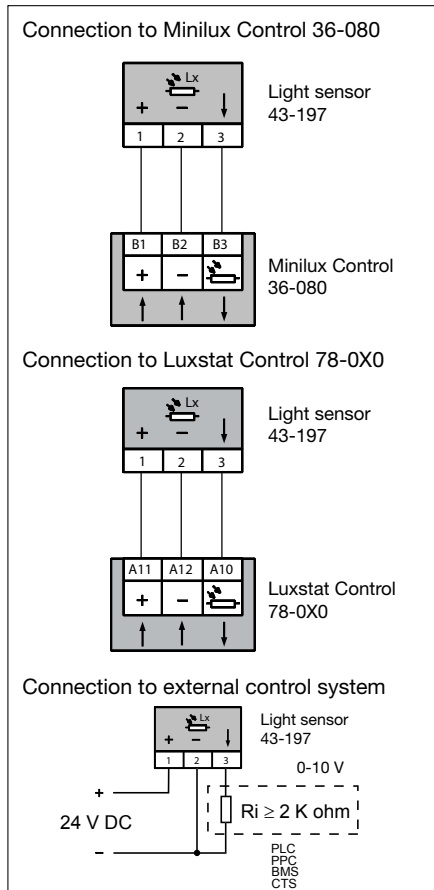 Connection to Minilux Control 36-080
Lx
+ −
Light sensor
43-197
1 2 3
B1 B2 B3
+ −
Minilux Control
36-080
Connection to Luxstat Control 78-0X0
Lx
+ −
Light sensor
43-197
1 2 3
A11 A12 A10
+ −
Luxstat Control
78-0X0
Connection to external control system
Lx
+ −
Light sensor
43-197
1 2 3
0-10 V
+
24 V DC
−
Ri ≥ 2 K ohm
PLC
PPC
BMS
CTS